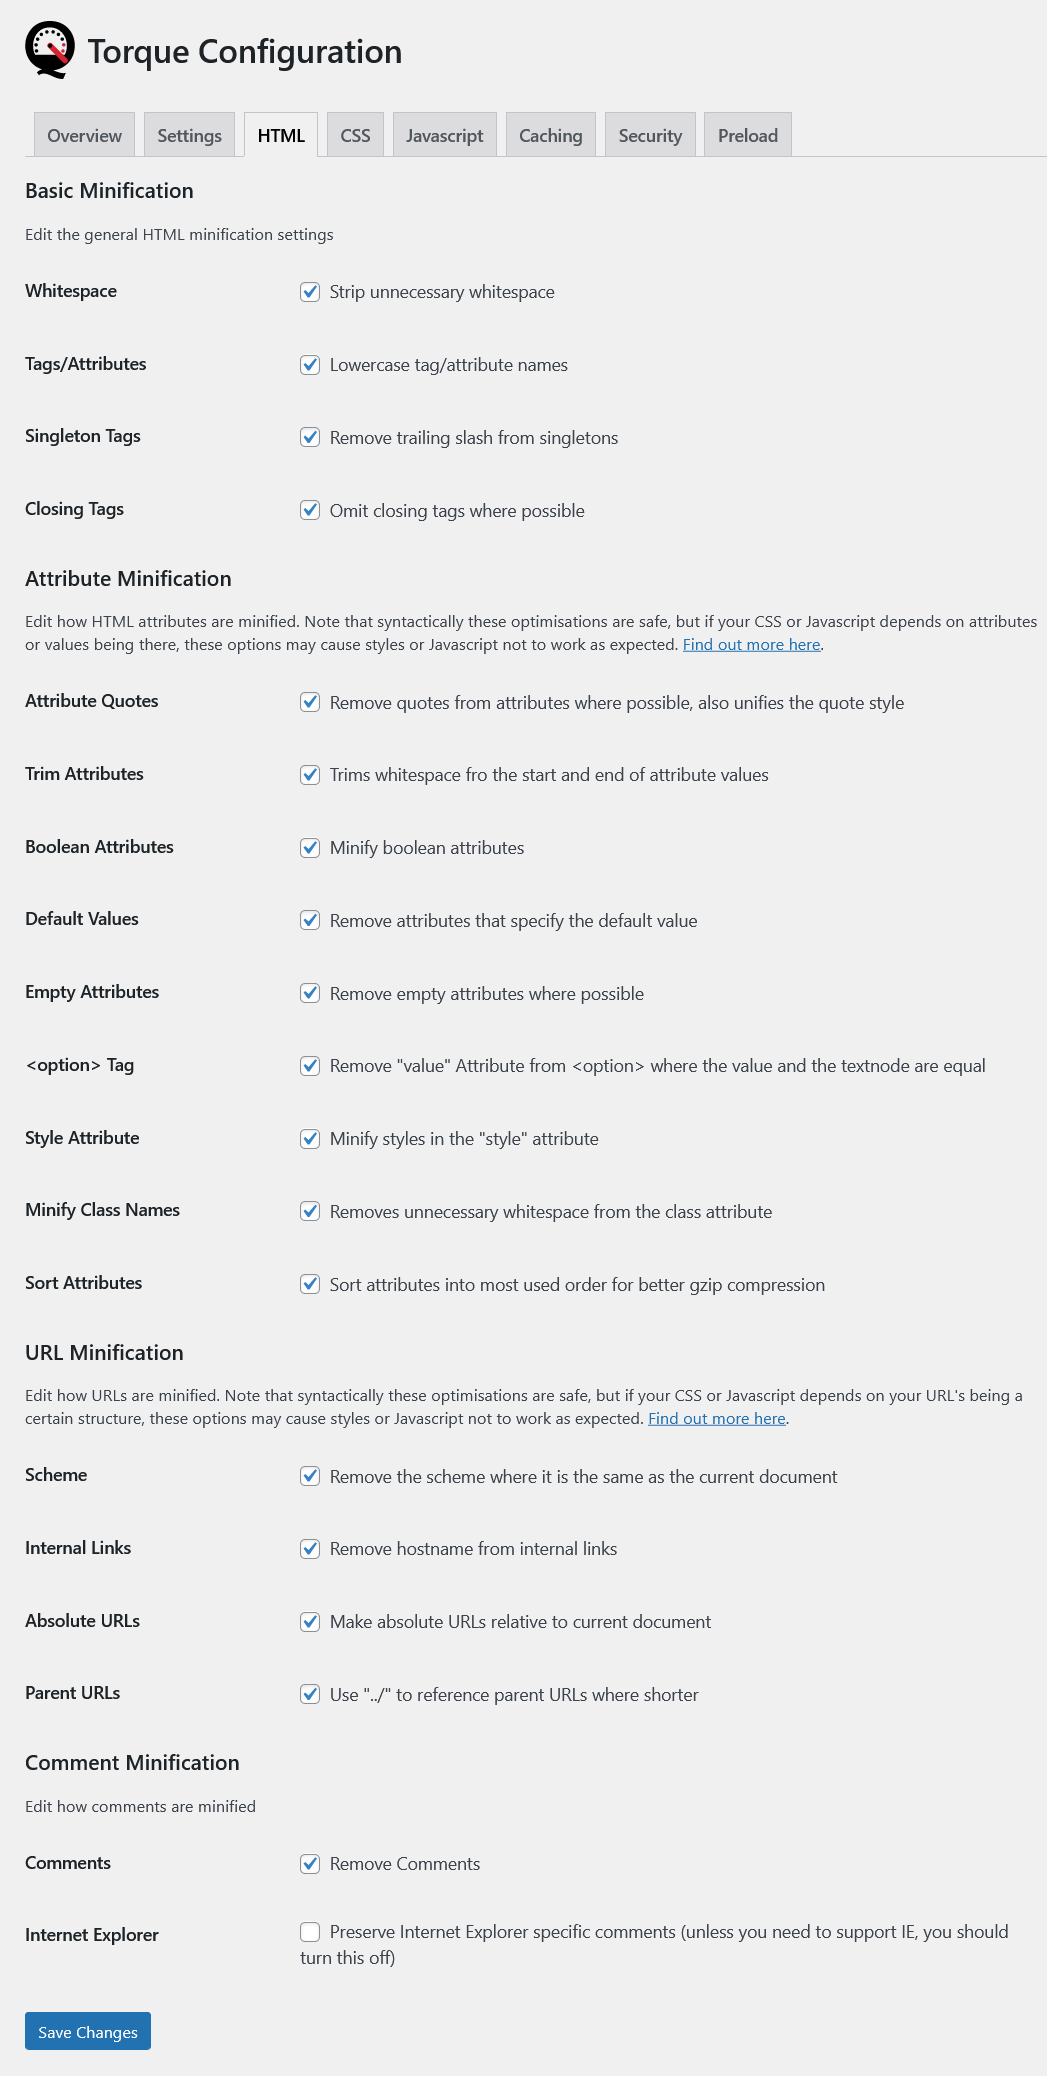 Torque Configuration
Overview Settings HTML CSS Javascript Caching Security Preload
Basic Minification
Edit the general HTML minification settings
Whitespace Strip unnecessary whitespace
Tags/Attributes Lowercase tag/attribute names
Singleton Tags Remove trailing slash from singletons
Closing Tags Omit closing tags where possible
Attribute Minification
Edit how HTML attributes are minified. Note that syntactically these optimisations are safe, but if your CSS or Javascript depends on attributes
or values being there, these options may cause styles or Javascript not to work as expected. Find out more here.
Attribute Quotes Remove quotes from attributes where possible, also unifies the quote style
Trim Attributes Trims whitespace fro the start and end of attribute values
Boolean Attributes Minify boolean attributes
Default Values Remove attributes that specify the default value
Empty Attributes Remove empty attributes where possible
<option> Tag Remove "value" Attribute from <option> where the value and the textnode are equal
Style Attribute Minify styles in the "style" attribute
Minify Class Names Removes unnecessary whitespace from the class attribute
Sort Attributes Sort attributes into most used order for better gzip compression
URL Minification
Edit how URLs are minified. Note that syntactically these optimisations are safe, but if your CSS or Javascript depends on your URL's being a
certain structure, these options may cause styles or Javascript not to work as expected. Find out more here.
Scheme Remove the scheme where it is the same as the current document
Internal Links Remove hostname from internal links
Absolute URLs Make absolute URLs relative to current document
Parent URLs Use "../" to reference parent URLs where shorter
Comment Minification
Edit how comments are minified
Comments Remove Comments
Internet Explorer Preserve Internet Explorer specific comments (unless you need to support IE, you should
turn this off)
Save Changes